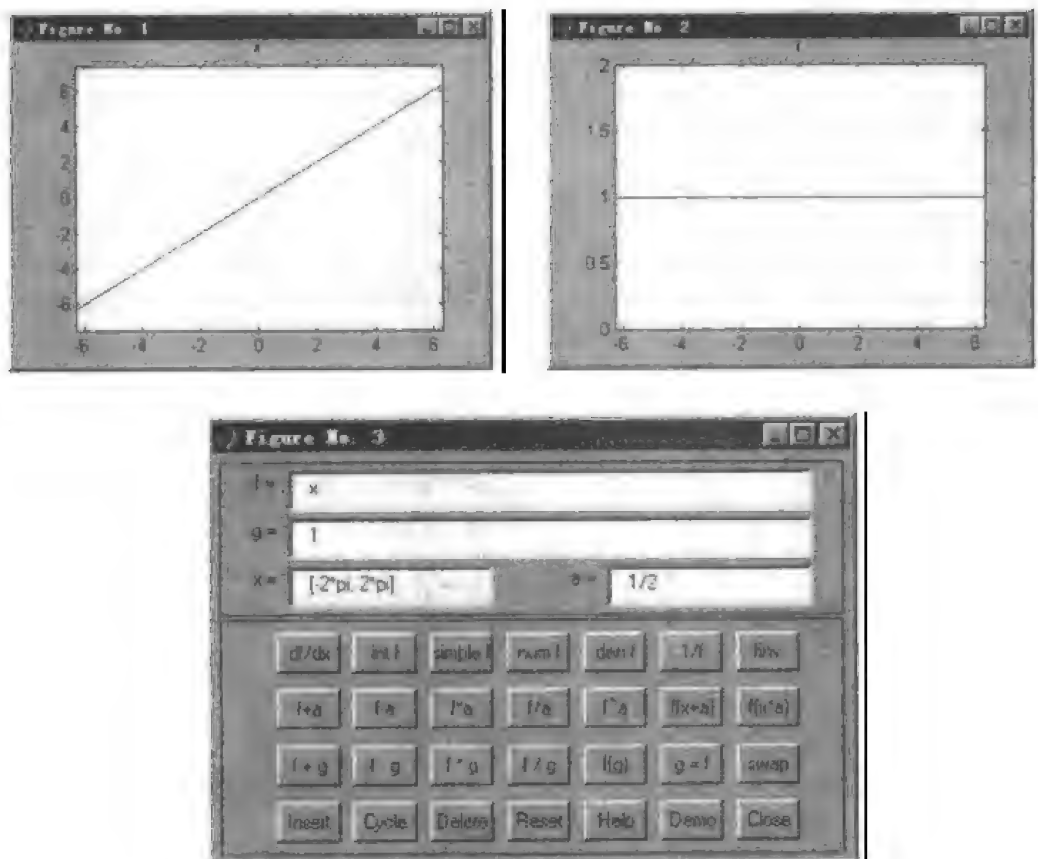 Figure No. 1
x
6
4
2
0
-2
-4
-6
-6 -4 -2 0 2 4 6
Figure No. 2
1
2
1.5
1
0.5
0
-6 -4 -2 0 2 4 6
Figure No. 3
f = x
g = 1
x = [-2*pi, 2*pi] a = 1/2
df/dx int f simple f num f den f 1/f finv
f+a f-a f*a f/a f^a f(x+a) f(x*a)
f+g f-g f*g f/g f(g) g=f swap
Insert Cycle Delete Reset Help Demo Close